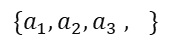 {a₁, a₂, a₃ ,   }